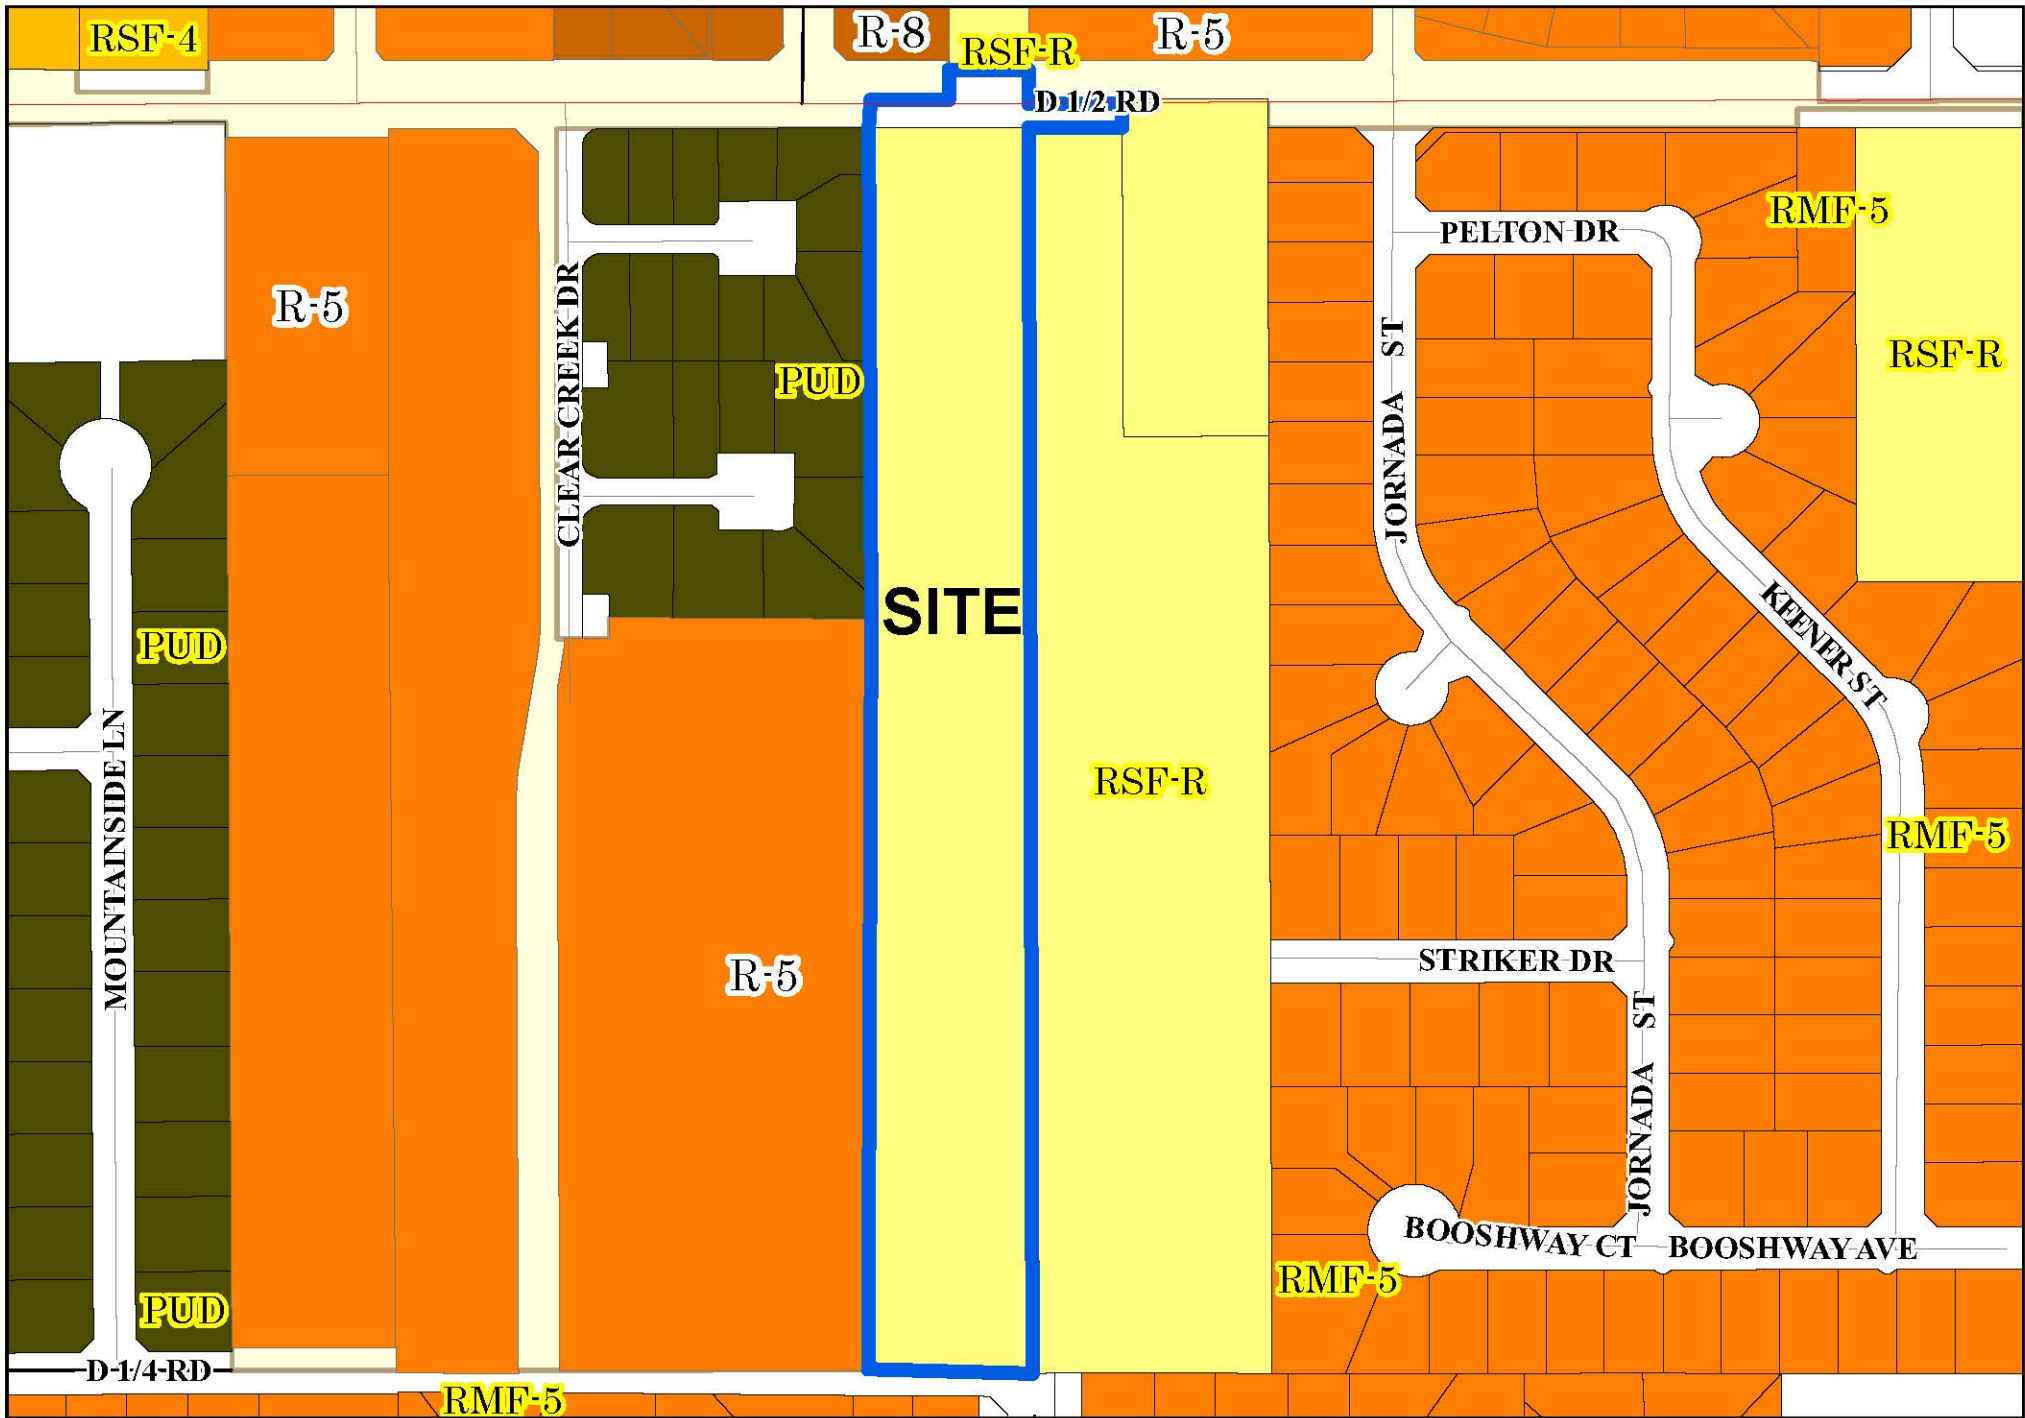 RSF-4
R-8
RSF-R
R-5
D 1/2 RD
RMF-5
PELTON DR
R-5
CLEAR CREEK DR
JORNADA ST
RSF-R
PUD
SITE
KEENER ST
PUD
MOUNTAINSIDE LN
RSF-R
RMF-5
R-5
STRIKER DR
JORNADA ST
BOOSHWAY CT
BOOSHWAY AVE
RMF-5
PUD
D 1/4 RD
RMF-5